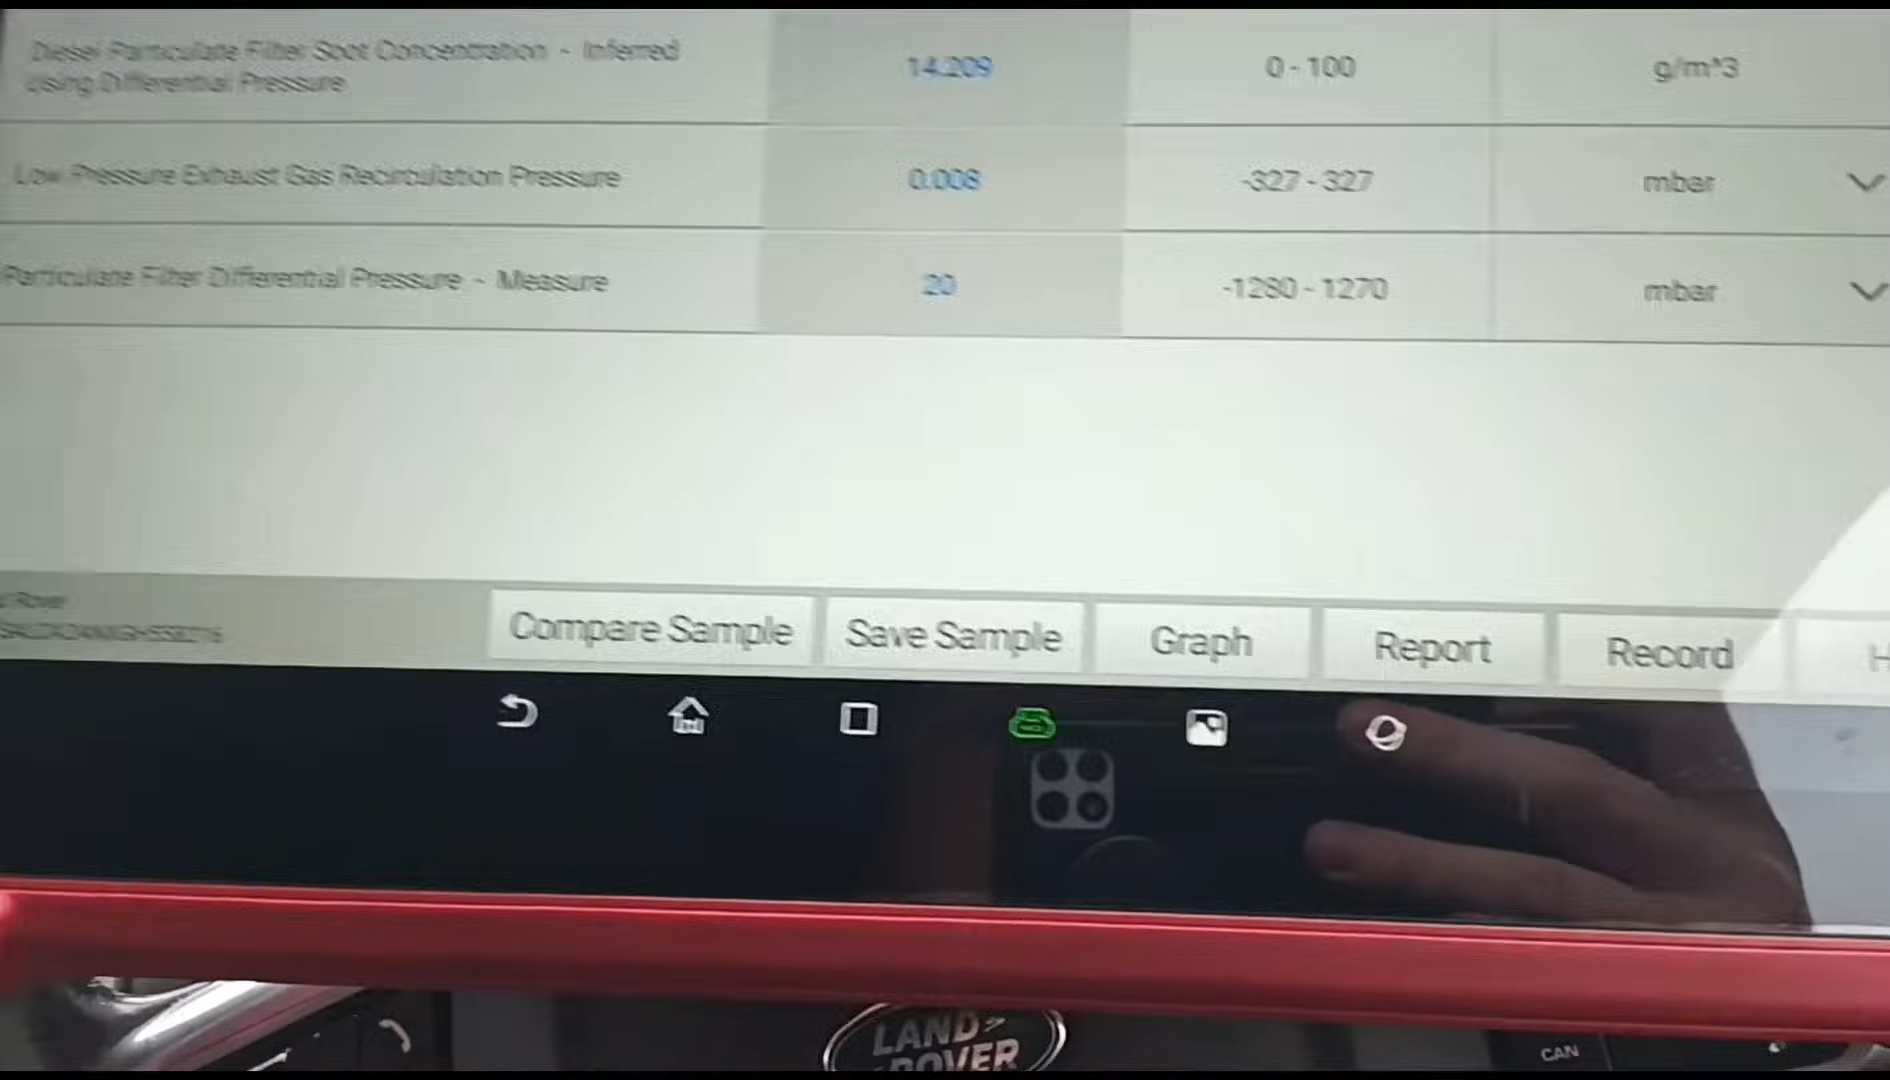 Diesel Particulate Filter Spot Concentration - Inferred
using Differential Pressure
14.209
0 - 100
g/m^3
Low Pressure Exhaust Gas Recirculation Pressure
0.008
-327 - 327
mbar
Particulate Filter Differential Pressure - Measure
20
-1280 - 1270
mbar
Rover
Compare Sample
Save Sample
Graph
Report
Record
H
LAND
ROVER
CAN